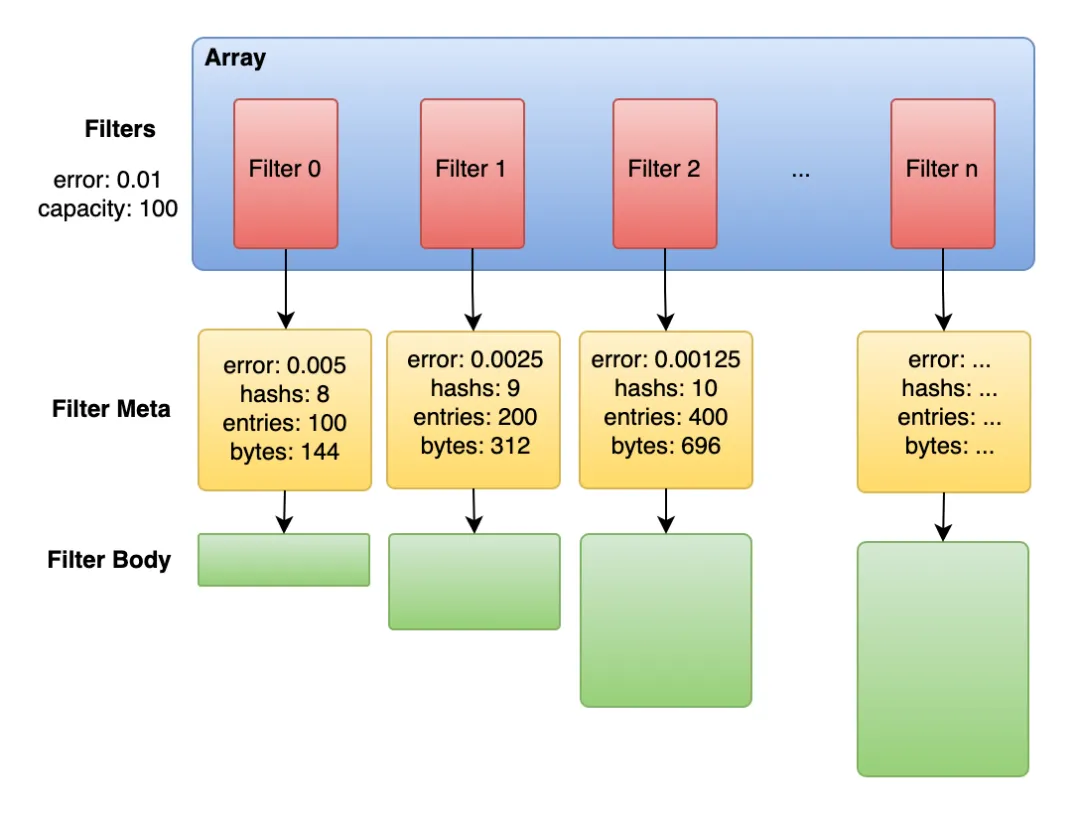 Array
Filters
error: 0.01
capacity: 100
Filter 0
Filter 1
Filter 2
...
Filter n
Filter Meta
error: 0.005
hashs: 8
entries: 100
bytes: 144
error: 0.0025
hashs: 9
entries: 200
bytes: 312
error: 0.00125
hashs: 10
entries: 400
bytes: 696
error: ...
hashs: ...
entries: ...
bytes: ...
Filter Body